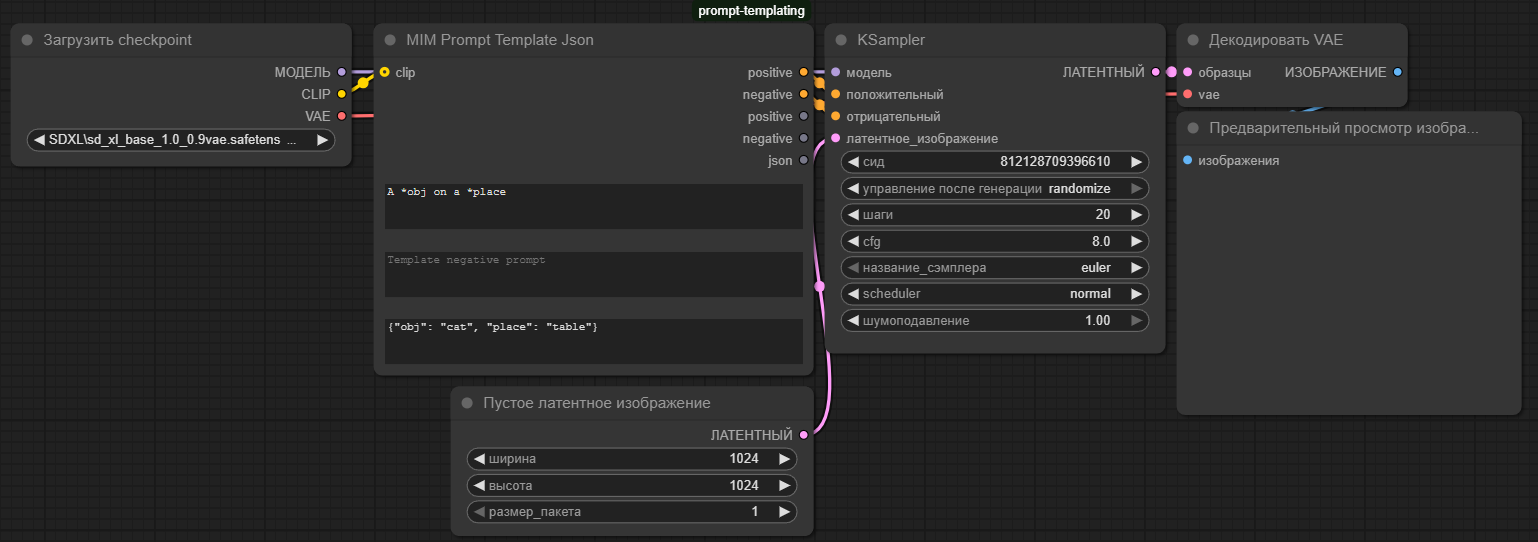 prompt-templating
Загрузить checkpoint
МОДЕЛЬ
CLIP
VAE
SDXL\sd_xl_base_1.0_0.9vae.safetens ...
MIM Prompt Template Json
clip
positive
negative
positive
negative
json
A *obj on a *place
Template negative prompt
{"obj": "cat", "place": "table"}
Пустое латентное изображение
ЛАТЕНТНЫЙ
ширина 1024
высота 1024
размер_пакета 1
KSampler
модель ЛАТЕНТНЫЙ
положительный
отрицательный
латентное_изображение
сид 812128709396610
управление после генерации randomize
шаги 20
cfg 8.0
название_сэмплера euler
scheduler normal
шумоподавление 1.00
Декодировать VAE
образцы ИЗОБРАЖЕНИЕ
vae
Предварительный просмотр изобра...
изображения